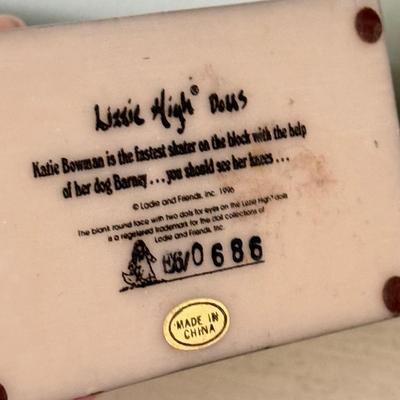 Lizzie High® Dolls
Katie Bowman is the fastest skater on the block with the help
of her dog Barney...you should see her knees...
© Ladie and Friends, Inc. 1996
The blank round face with two dots for eyes on the Lizzie High® dolls
is a registered trademark for the doll collections of
Ladie and Friends, Inc.
/0686
MADE IN
CHINA